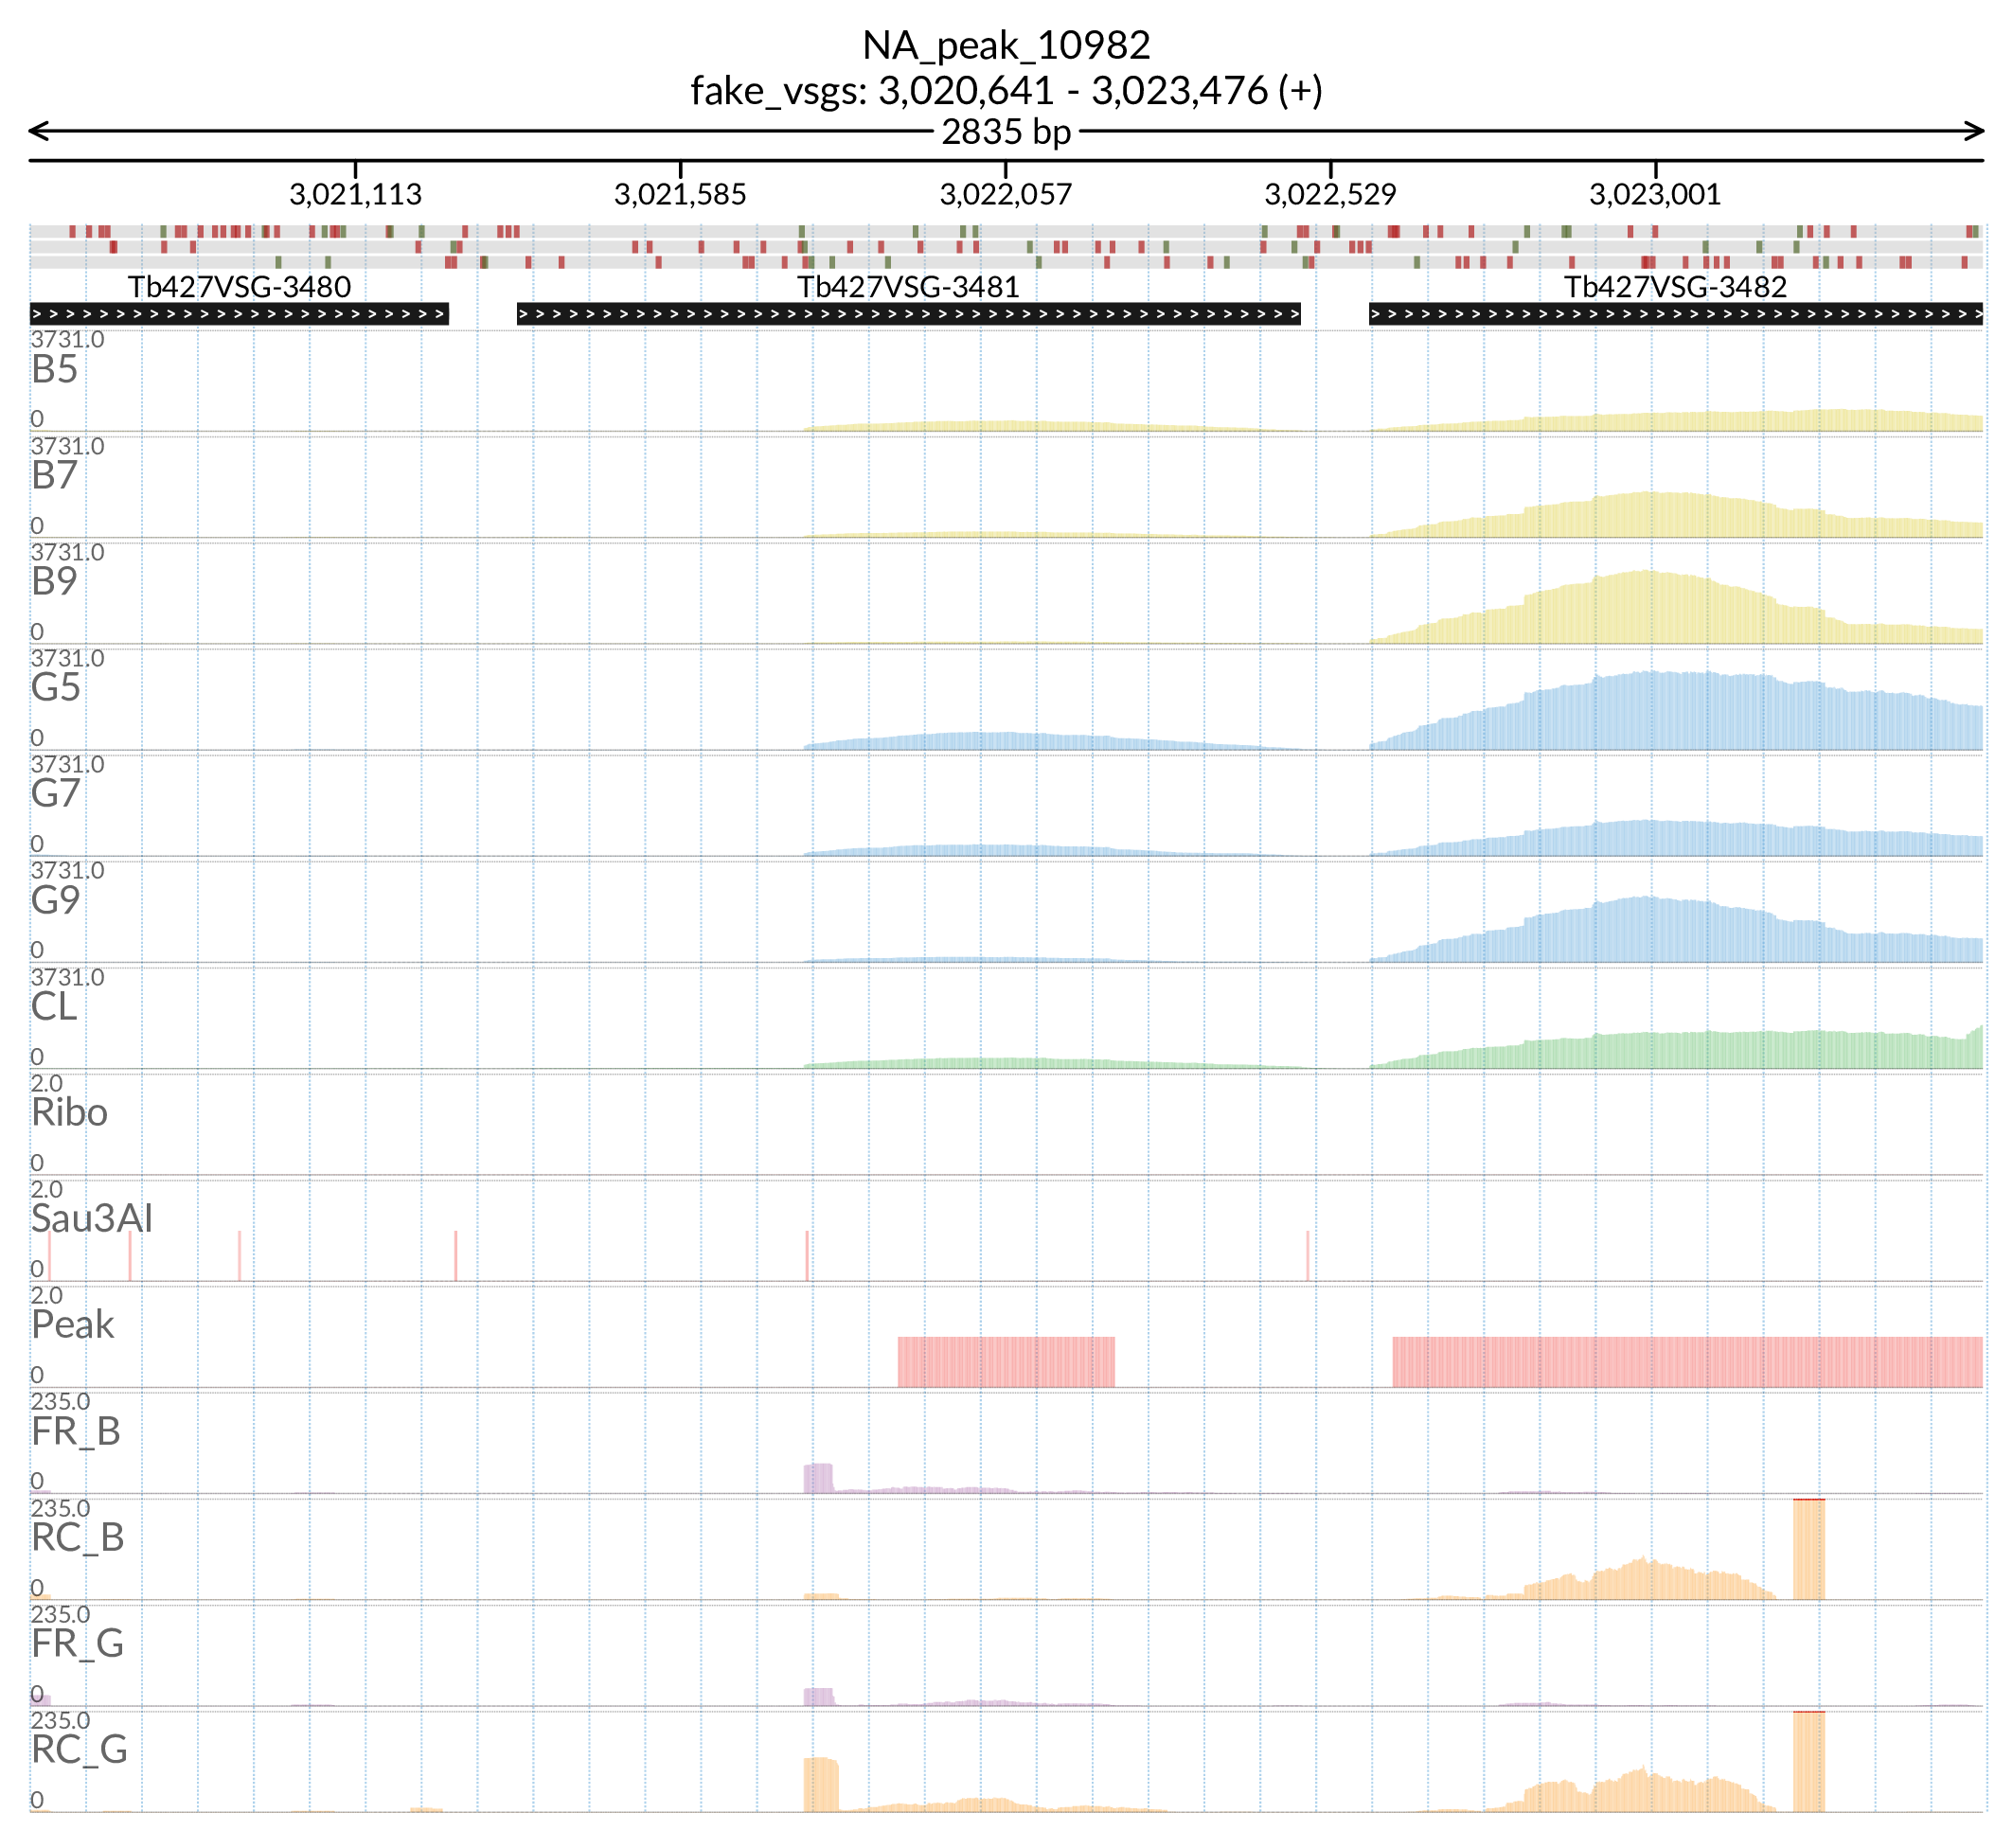 NA_peak_10982
fake_vsgs: 3,020,641 - 3,023,476 (+)
2835 bp
3,021,113 3,021,585 3,022,057 3,022,529 3,023,001
Tb427VSG-3480 Tb427VSG-3481 Tb427VSG-3482
3731.0
B5
0
3731.0
B7
0
3731.0
B9
0
3731.0
G5
0
3731.0
G7
0
3731.0
G9
0
3731.0
CL
0
2.0
Ribo
0
2.0
Sau3AI
0
2.0
Peak
0
235.0
FR_B
0
235.0
RC_B
0
235.0
FR_G
0
235.0
RC_G
0